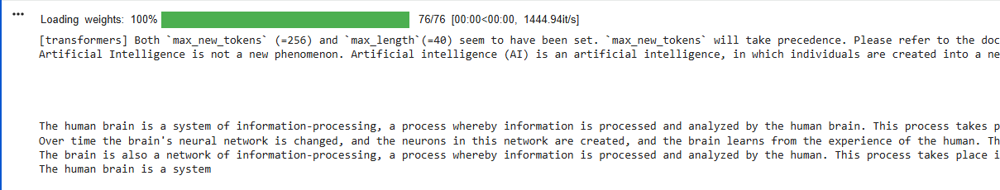 •••
Loading weights: 100% 76/76 [00:00<00:00, 1444.94it/s]
[transformers] Both `max_new_tokens` (=256) and `max_length`(=40) seem to have been set. `max_new_tokens` will take precedence. Please refer to the doc
Artificial Intelligence is not a new phenomenon. Artificial intelligence (AI) is an artificial intelligence, in which individuals are created into a ne
The human brain is a system of information-processing, a process whereby information is processed and analyzed by the human brain. This process takes p
Over time the brain's neural network is changed, and the neurons in this network are created, and the brain learns from the experience of the human. Th
The brain is also a network of information-processing, a process whereby information is processed and analyzed by the human. This process takes place i
The human brain is a system